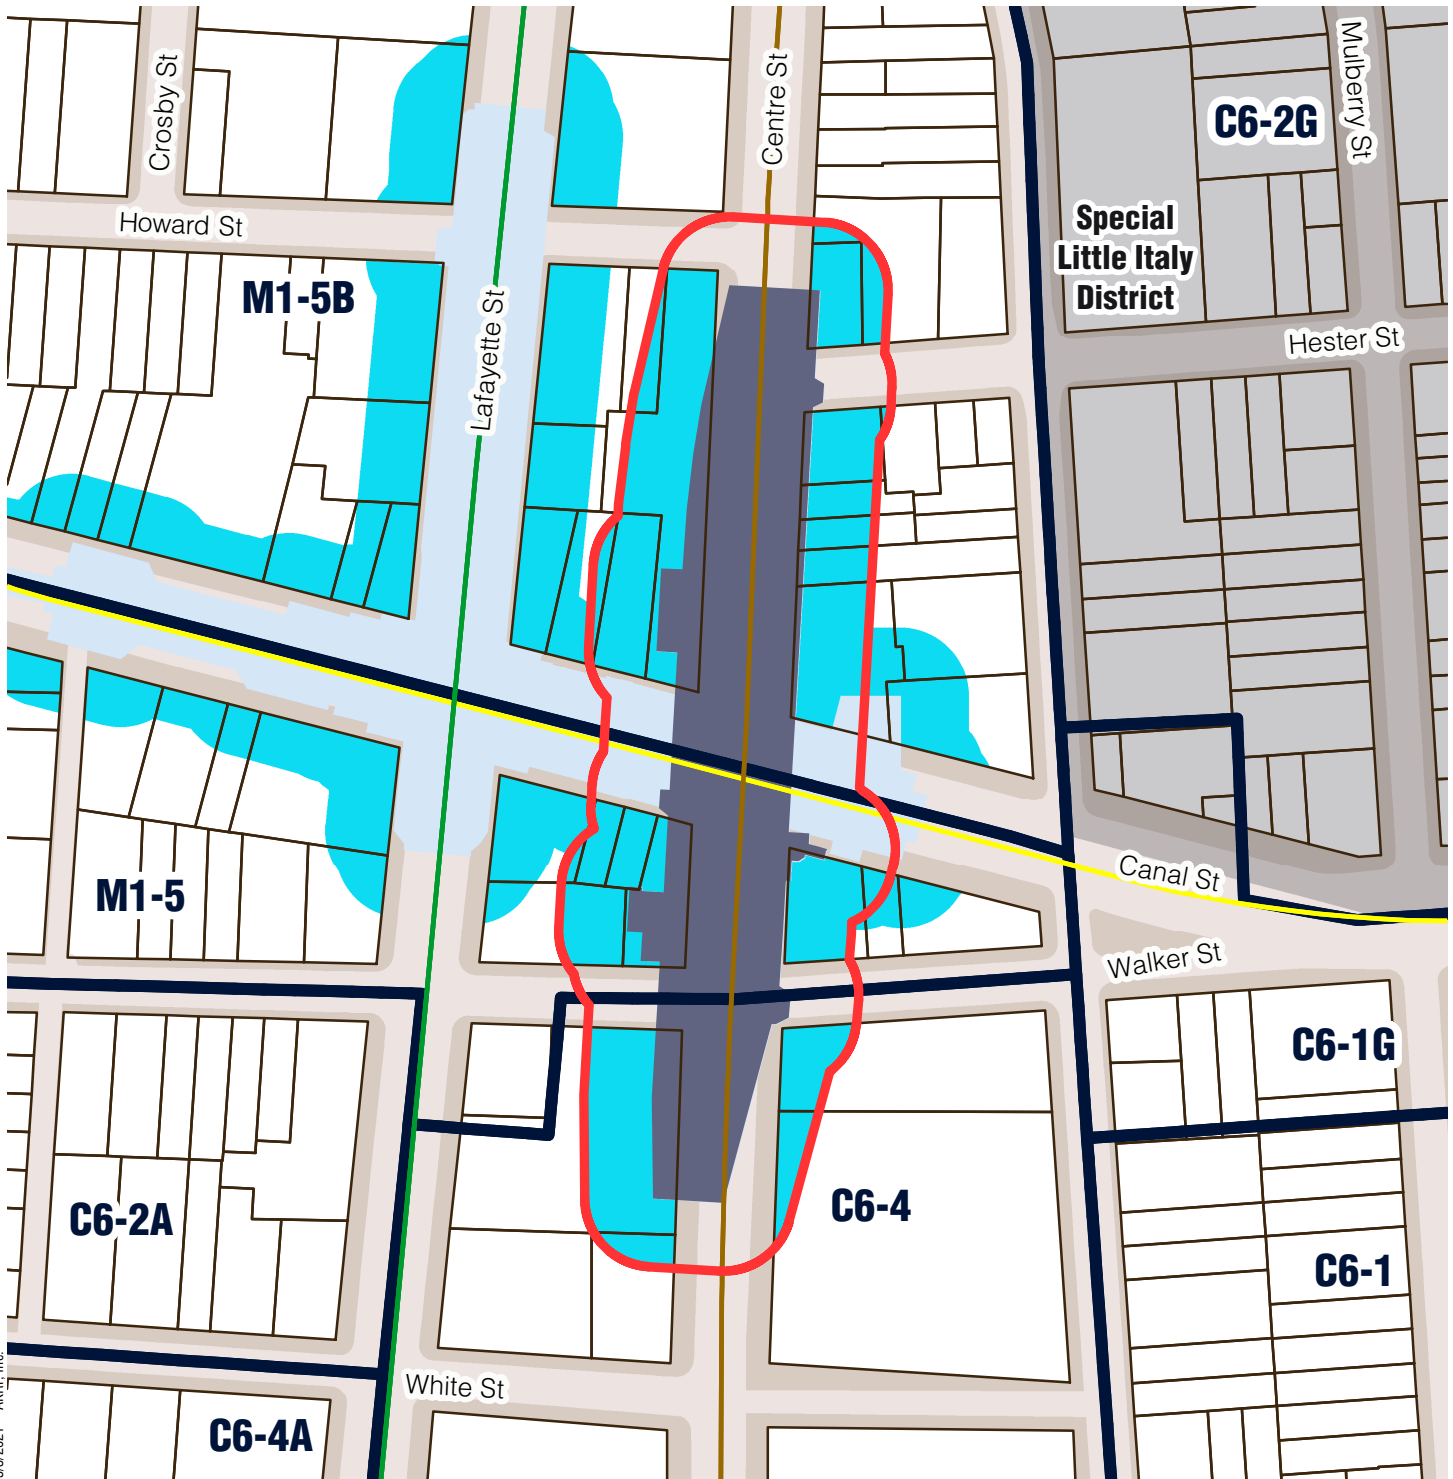 Crosby St
Centre St
Mulberry St
C6-2G
Howard St
Special
Little Italy
District
M1-5B
Lafayette St
Hester St
Canal St
M1-5
Walker St
C6-1G
C6-2A
C6-4
C6-1
White St
C6-4A